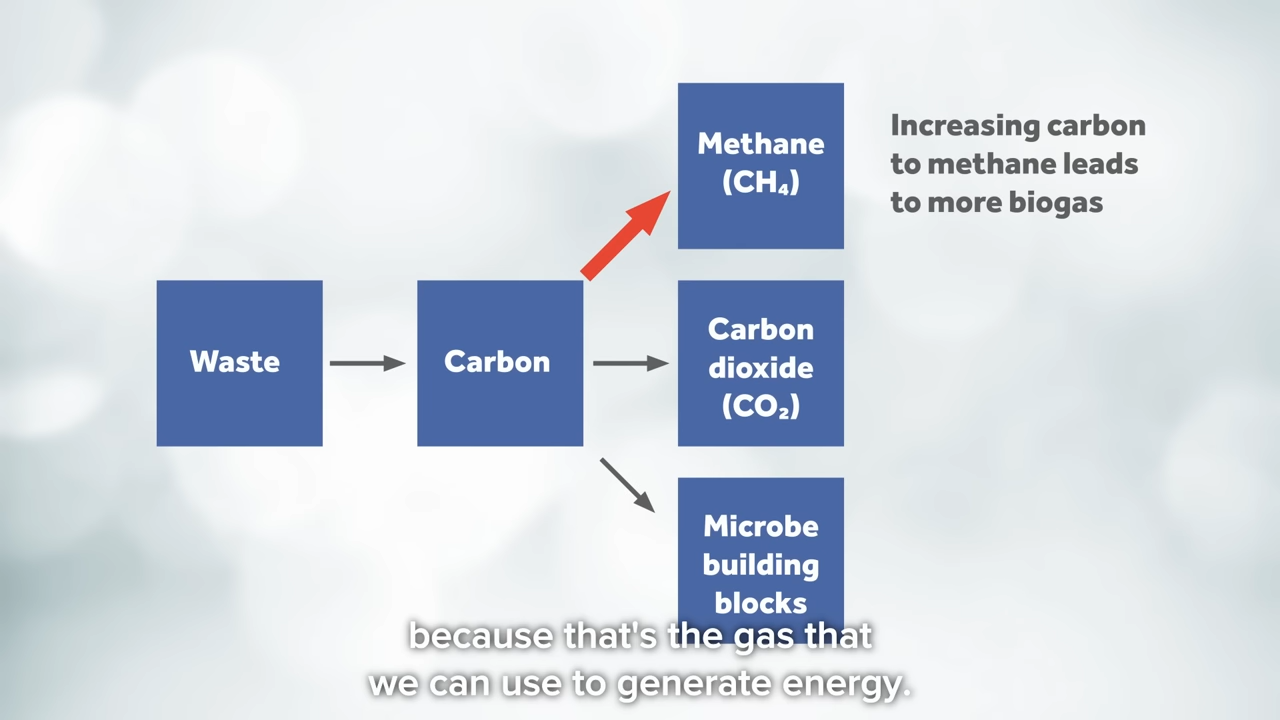 Waste
Carbon
Methane
(CH₄)
Increasing carbon
to methane leads
to more biogas
Carbon
dioxide
(CO₂)
Microbe
building
blocks
because that's the gas that
we can use to generate energy.